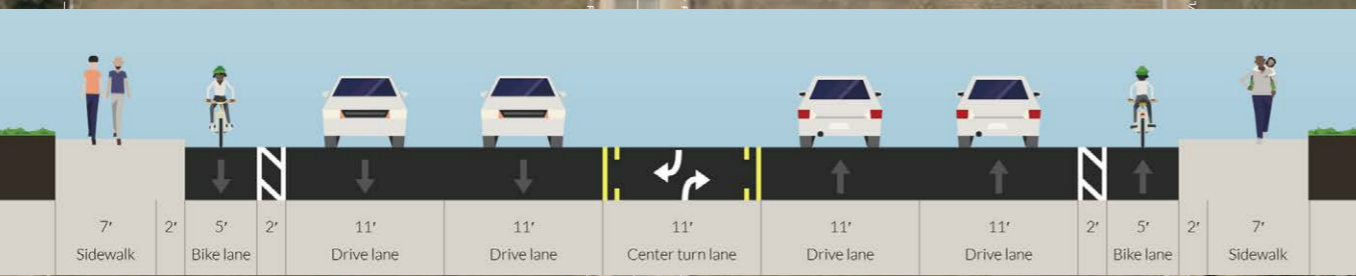 7' 2' 5' 2' 11' 11' 11' 11' 11' 2' 5' 2' 7'
Sidewalk Bike lane Drive lane Drive lane Center turn lane Drive lane Drive lane Bike lane Sidewalk